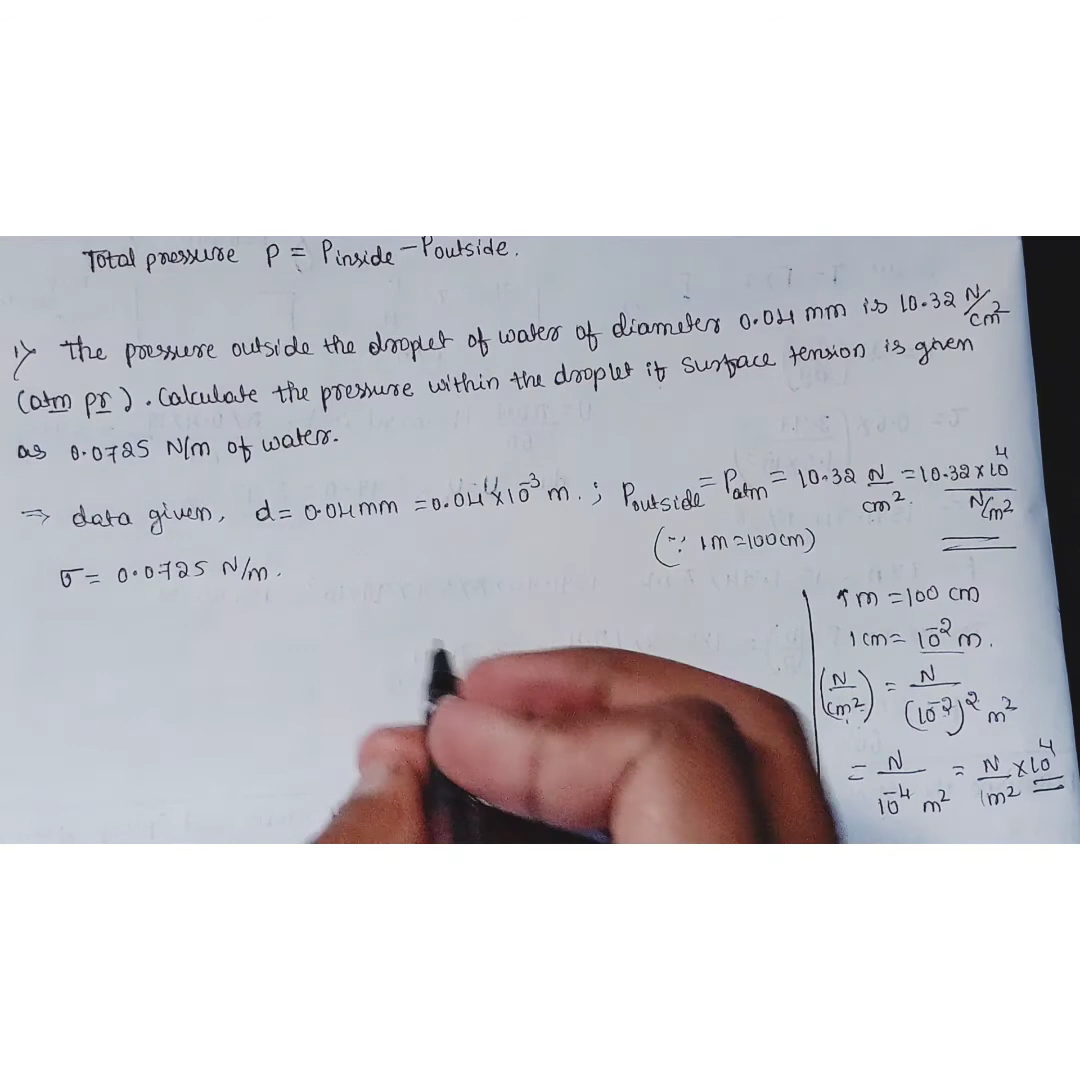 Total pressure P = Pinside − Poutside.
1) The pressure outside the droplet of water of diameter 0.04 mm is 10.32 N/cm²
(atm pr). Calculate the pressure within the droplet if surface tension is given
as 0.0725 N/m of water.
⇒ data given, d = 0.04 mm = 0.04 × 10⁻³ m. ; Poutside = Patm = 10.32 N/cm². = 10.32 × 10⁴ N/m²
(∵ 1m = 100cm)
σ = 0.0725 N/m.
1 m = 100 cm
1 cm = 10⁻² m.
(N/cm²) = N/(10⁻²)² m²
= N/10⁻⁴ m² = N/1m² × 10⁴